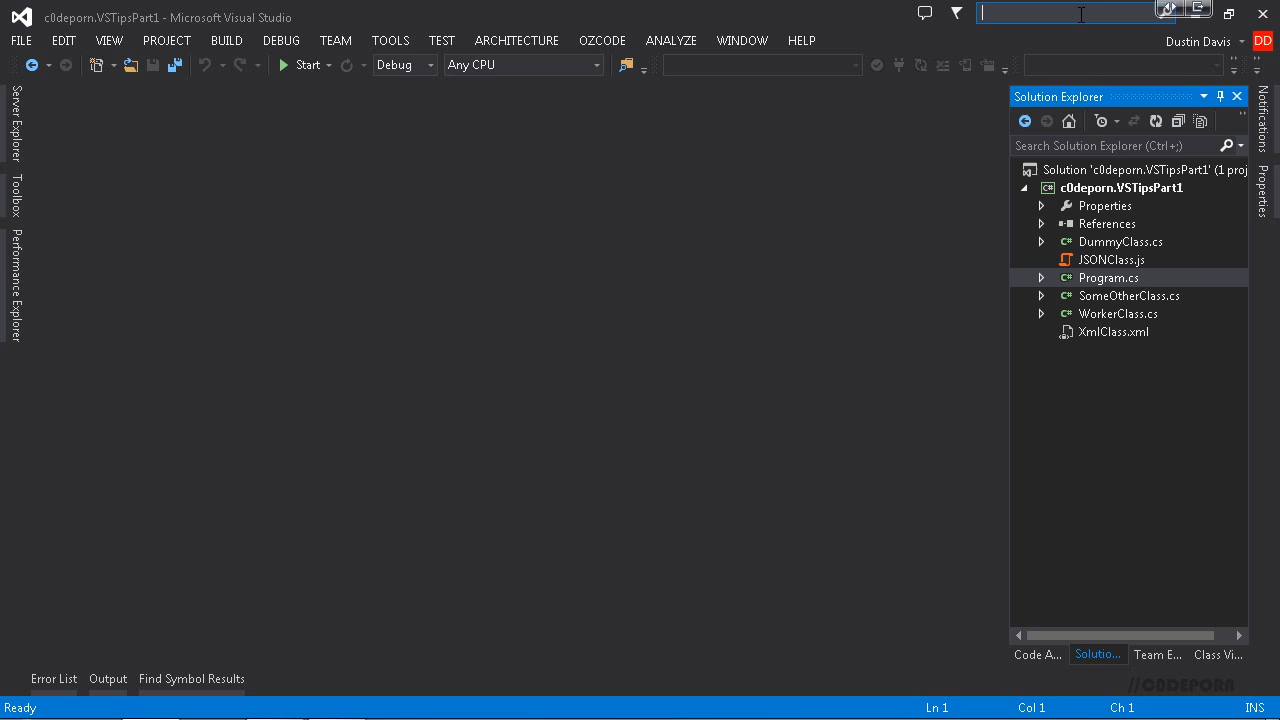 c0deporn.VSTipsPart1 - Microsoft Visual Studio
FILE EDIT VIEW PROJECT BUILD DEBUG TEAM TOOLS TEST ARCHITECTURE OZCODE ANALYZE WINDOW HELP
Dustin Davis DD
Start Debug Any CPU
Server Explorer
Toolbox
Performance Explorer
Solution Explorer
Search Solution Explorer (Ctrl+;)
Solution 'c0deporn.VSTipsPart1' (1 proj
C# c0deporn.VSTipsPart1
Properties
References
C# DummyClass.cs
JSONClass.js
C# Program.cs
C# SomeOtherClass.cs
C# WorkerClass.cs
XmlClass.xml
Notifications
Properties
Code A... Solutio... Team E... Class Vi...
Error List Output Find Symbol Results
//C0DEPORN
Ready Ln 1 Col 1 Ch 1 INS